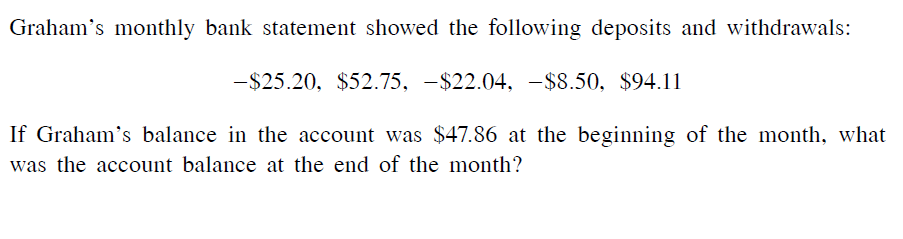 Graham’s monthly bank statement showed the following deposits and withdrawals:
−$25.20, $52.75, −$22.04, −$8.50, $94.11
If Graham’s balance in the account was $47.86 at the beginning of the month, what
was the account balance at the end of the month?